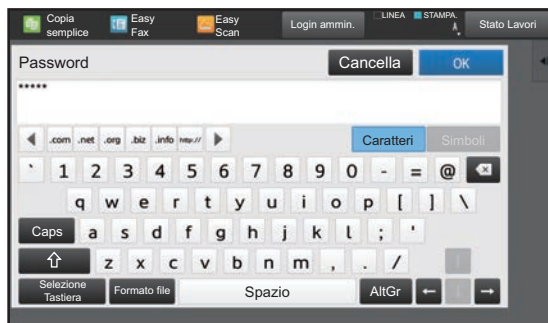 Copia semplice
Easy Fax
Easy Scan
Login ammin.
LINEA
STAMPA.
Stato Lavori
Password
Cancella
OK
*****
.com .net .org .biz .info http://
Caratteri
Simboli
` 1 2 3 4 5 6 7 8 9 0 - = @
q w e r t y u i o p [ ] \
Caps a s d f g h j k l ; '
z x c v b n m , . /
Selezione Tastiera
Formato file
Spazio
AltGr